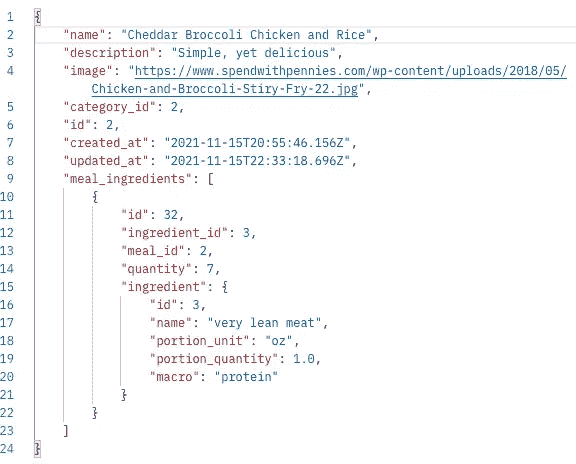 1 {
2 "name": "Cheddar Broccoli Chicken and Rice",
3 "description": "Simple, yet delicious",
4 "image": "https://www.spendwithpennies.com/wp-content/uploads/2018/05/
Chicken-and-Broccoli-Stiry-Fry-22.jpg",
5 "category_id": 2,
6 "id": 2,
7 "created_at": "2021-11-15T20:55:46.156Z",
8 "updated_at": "2021-11-15T22:33:18.696Z",
9 "meal_ingredients": [
10 {
11 "id": 32,
12 "ingredient_id": 3,
13 "meal_id": 2,
14 "quantity": 7,
15 "ingredient": {
16 "id": 3,
17 "name": "very lean meat",
18 "portion_unit": "oz",
19 "portion_quantity": 1.0,
20 "macro": "protein"
21 }
22 }
23 ]
24 }